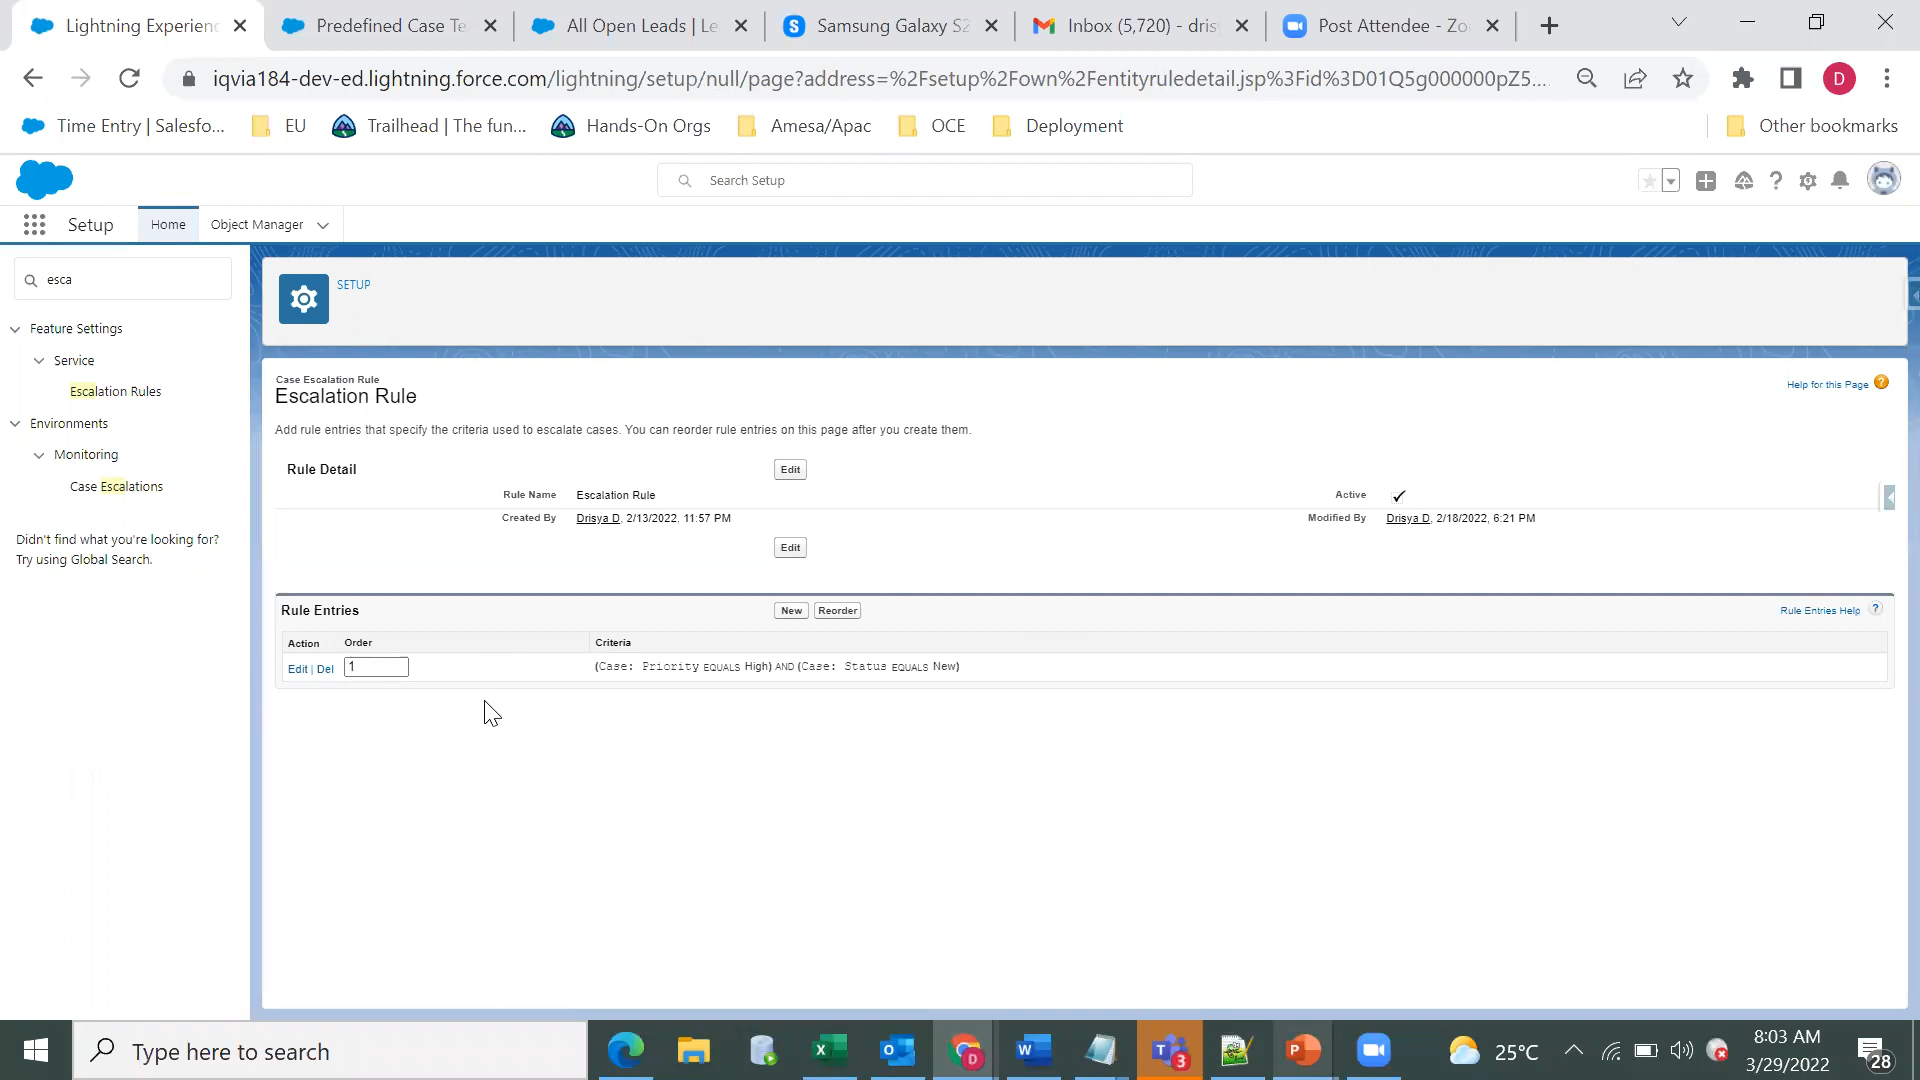 Lightning Experienc
Predefined Case Te
All Open Leads | Le
Samsung Galaxy S2
Inbox (5,720) - dris
Post Attendee - Zo
iqvia184-dev-ed.lightning.force.com/lightning/setup/null/page?address=%2Fsetup%2Fown%2Fentityruledetail.jsp%3Fid%3D01Q5g000000pZ5...
D
Time Entry | Salesfo...
EU
Trailhead | The fun...
Hands-On Orgs
Amesa/Apac
OCE
Deployment
Other bookmarks
Search Setup
Setup
Home
Object Manager
esca
Feature Settings
Service
Escalation Rules
Environments
Monitoring
Case Escalations
Didn't find what you're looking for?
Try using Global Search.
SETUP
Case Escalation Rule
Escalation Rule
Help for this Page
Add rule entries that specify the criteria used to escalate cases. You can reorder rule entries on this page after you create them.
Rule Detail
Edit
Rule Name Escalation Rule
Active
Created By Drisya D, 2/13/2022, 11:57 PM
Modified By Drisya D, 2/18/2022, 6:21 PM
Edit
Rule Entries
New
Reorder
Rule Entries Help ?
Action Order Criteria
Edit | Del 1 (Case: Priority EQUALS High) AND (Case: Status EQUALS New)
Type here to search
3
25°C
8:03 AM
3/29/2022
28